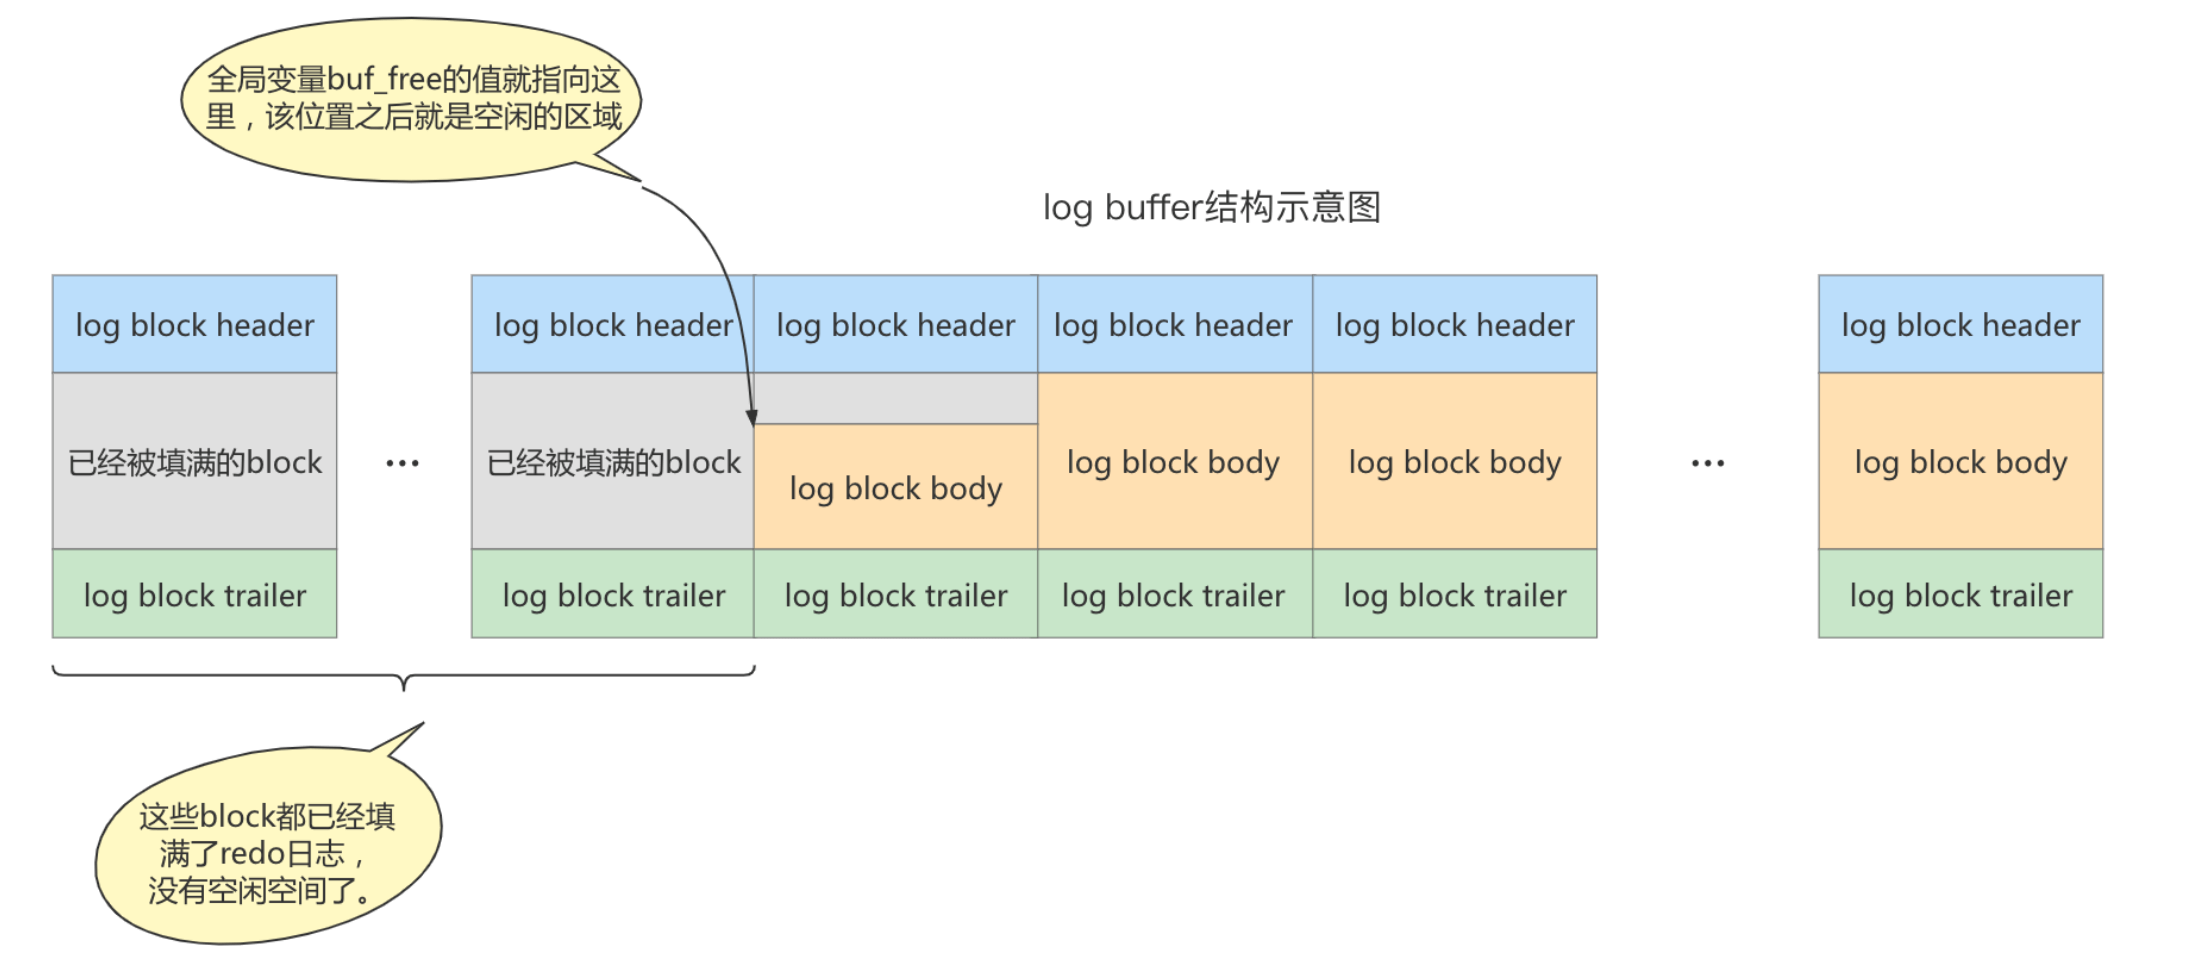 全局变量buf_free的值就指向这
里，该位置之后就是空闲的区域
log buffer结构示意图
log block header
log block header
log block header
log block header
log block header
log block header
已经被填满的block
...
已经被填满的block
log block body
log block body
log block body
...
log block body
log block trailer
log block trailer
log block trailer
log block trailer
log block trailer
log block trailer
这些block都已经填
满了redo日志，
没有空闲空间了。